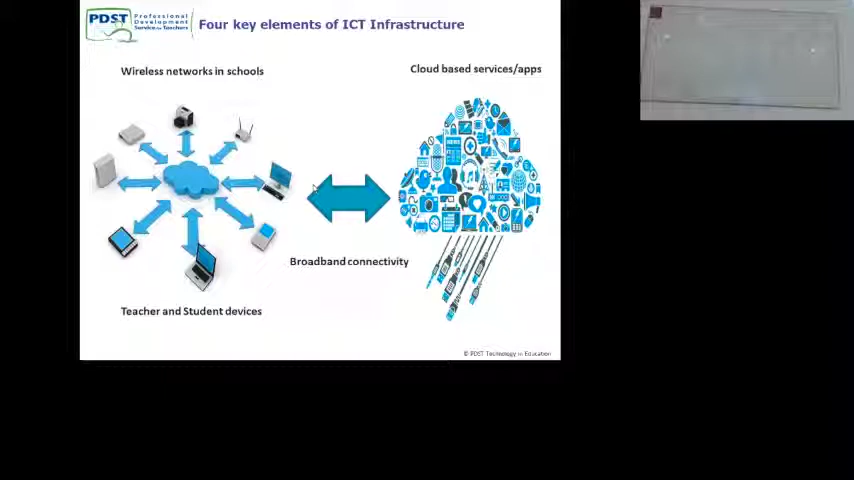 PDST
Professional
Development
Service for Teachers
Four key elements of ICT Infrastructure
Wireless networks in schools
Cloud based services/apps
Broadband connectivity
Teacher and Student devices
© PDST Technology in Education